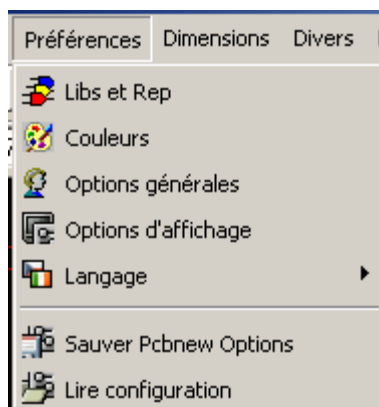 Préférences Dimensions Divers
Libs et Rep
Couleurs
Options générales
Options d'affichage
Langage
Sauver Pcbnew Options
Lire configuration